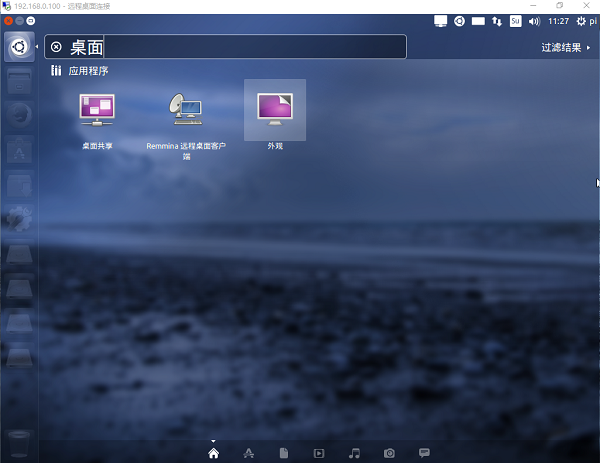 192.168.0.100 - 远程桌面连接
Su
11:27
pi
桌面
过滤结果
应用程序
桌面共享
Remmina 远程桌面客户
端
外观